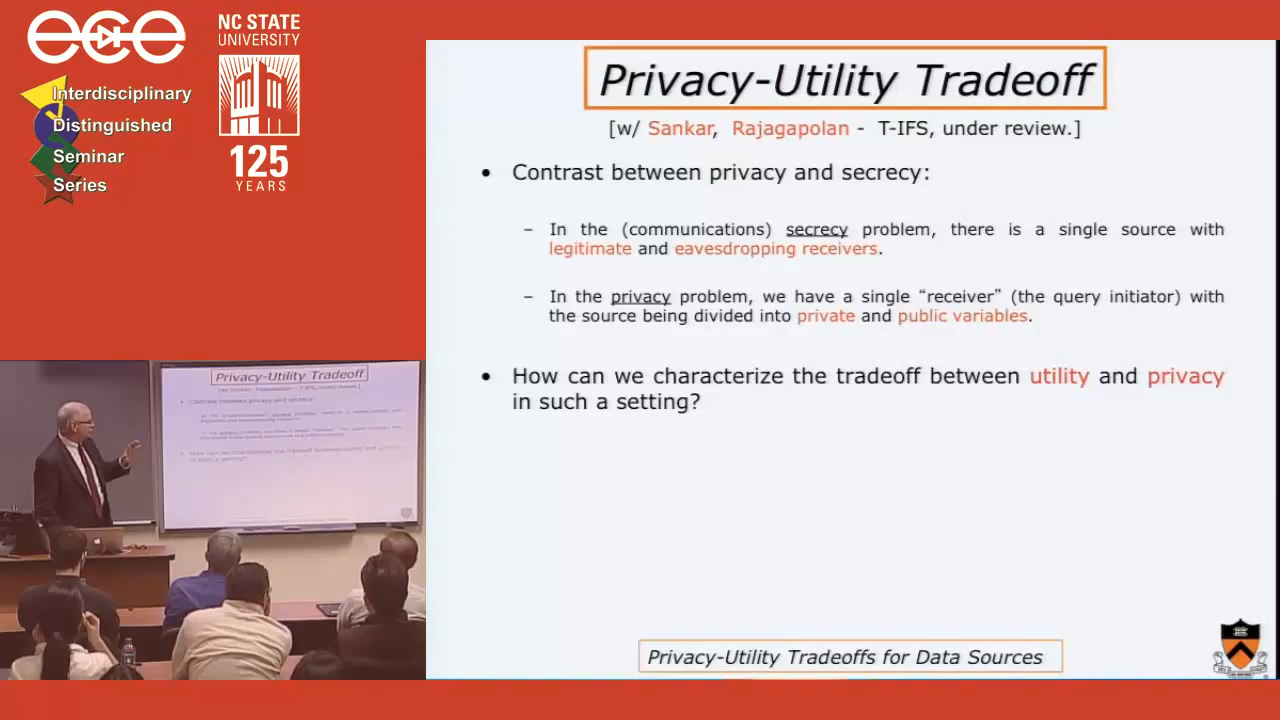 ece
NC STATE
UNIVERSITY
125
YEARS
Interdisciplinary
Distinguished
Seminar
Series
Privacy-Utility Tradeoff
[w/ Sankar, Rajagapolan - T-IFS, under review.]
• Contrast between privacy and secrecy:
– In the (communications) secrecy problem, there is a single source with
legitimate and eavesdropping receivers.
– In the privacy problem, we have a single “receiver” (the query initiator) with
the source being divided into private and public variables.
• How can we characterize the tradeoff between utility and privacy
in such a setting?
Privacy-Utility Tradeoffs for Data Sources
Privacy-Utility Tradeoff